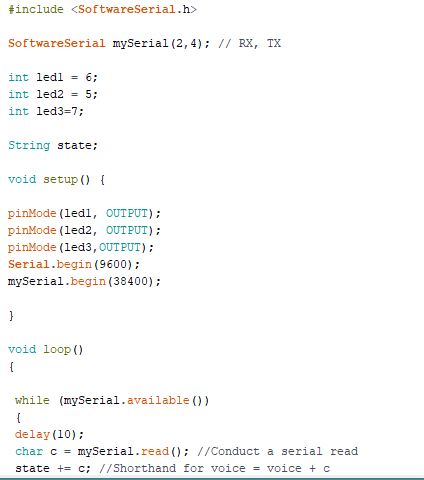 #include <SoftwareSerial.h>
SoftwareSerial mySerial(2,4); // RX, TX
int led1 = 6;
int led2 = 5;
int led3=7;
String state;
void setup() {
pinMode(led1, OUTPUT);
pinMode(led2, OUTPUT);
pinMode(led3,OUTPUT);
Serial.begin(9600);
mySerial.begin(38400);
}
void loop()
{
while (mySerial.available())
{
delay(10);
char c = mySerial.read(); //Conduct a serial read
state += c; //Shorthand for voice = voice + c